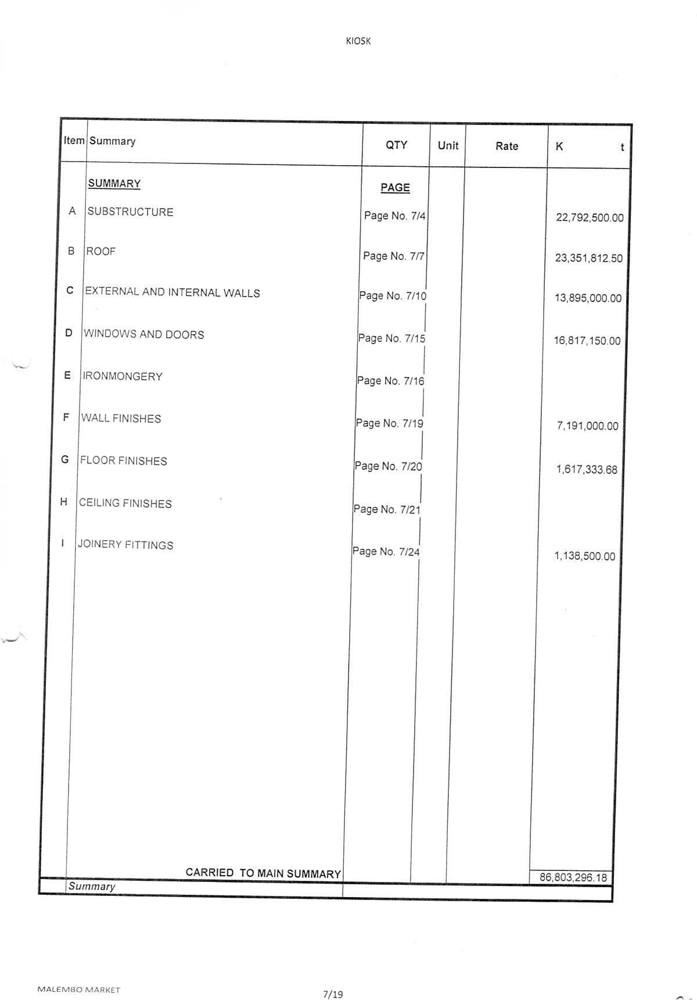 KIOSK
Item Summary QTY Unit Rate K t
SUMMARY PAGE
A SUBSTRUCTURE Page No. 7/4 22,792,500.00
B ROOF Page No. 7/7 23,351,812.50
C EXTERNAL AND INTERNAL WALLS Page No. 7/10 13,895,000.00
D WINDOWS AND DOORS Page No. 7/15 16,817,150.00
E IRONMONGERY Page No. 7/16
F WALL FINISHES Page No. 7/19 7,191,000.00
G FLOOR FINISHES Page No. 7/20 1,617,333.68
H CEILING FINISHES Page No. 7/21
I JOINERY FITTINGS Page No. 7/24 1,138,500.00
CARRIED TO MAIN SUMMARY 86,803,296.18
Summary
MALEMBO MARKET 7/19